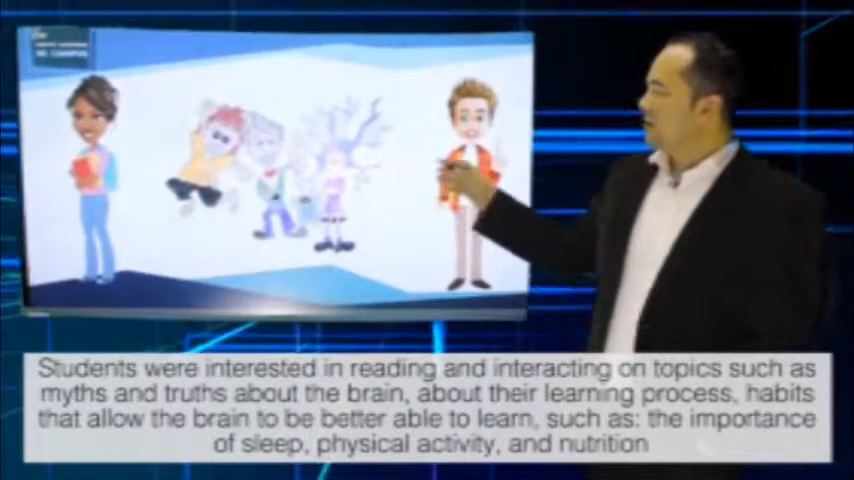 Students were interested in reading and interacting on topics such as
myths and truths about the brain, about their learning process, habits
that allow the brain to be better able to learn, such as: the importance
of sleep, physical activity, and nutrition